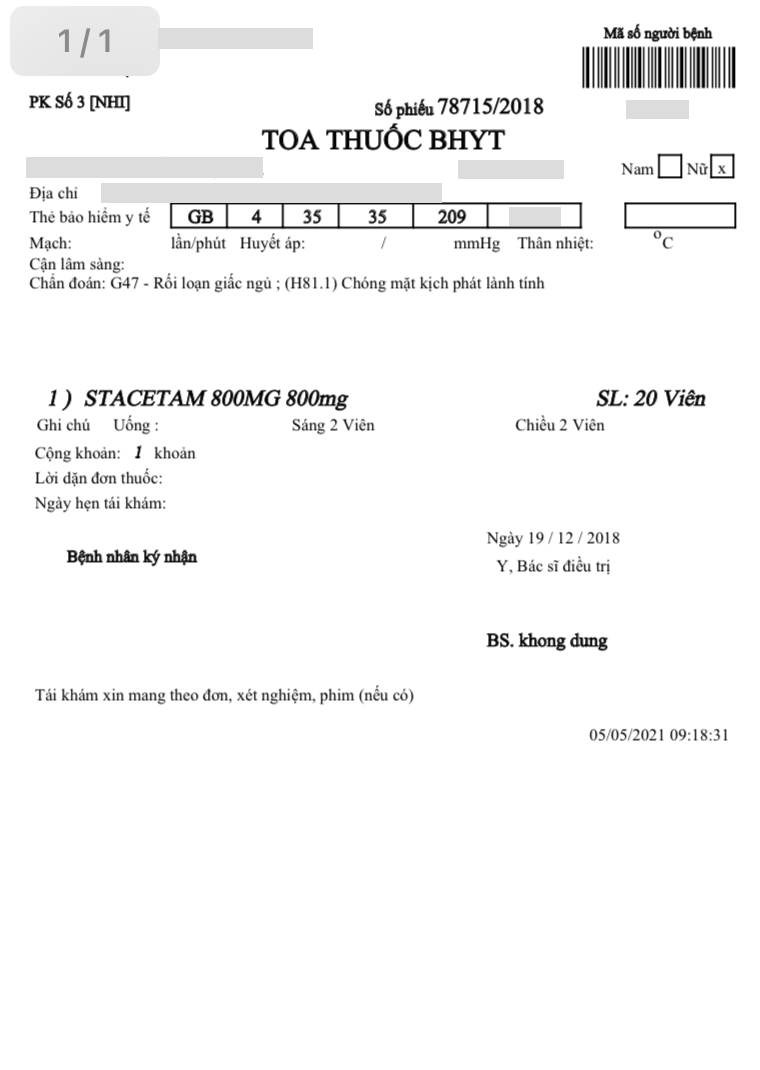 1/1
Mã số người bệnh
PK Số 3 [NHI]
Số phiếu 78715/2018
TOA THUỐC BHYT
Nam Nữ x
Địa chỉ
Thẻ bảo hiểm y tế GB 4 35 35 209
Mạch: lần/phút Huyết áp: / mmHg Thân nhiệt: °C
Cận lâm sàng:
Chẩn đoán: G47 - Rối loạn giấc ngủ ; (H81.1) Chóng mặt kịch phát lành tính
1 ) STACETAM 800MG 800mg SL: 20 Viên
Ghi chú Uống : Sáng 2 Viên Chiều 2 Viên
Cộng khoản: 1 khoản
Lời dặn đơn thuốc:
Ngày hẹn tái khám:
Ngày 19 / 12 / 2018
Bệnh nhân ký nhận
Y, Bác sĩ điều trị
BS. khong dung
Tái khám xin mang theo đơn, xét nghiệm, phim (nếu có)
05/05/2021 09:18:31